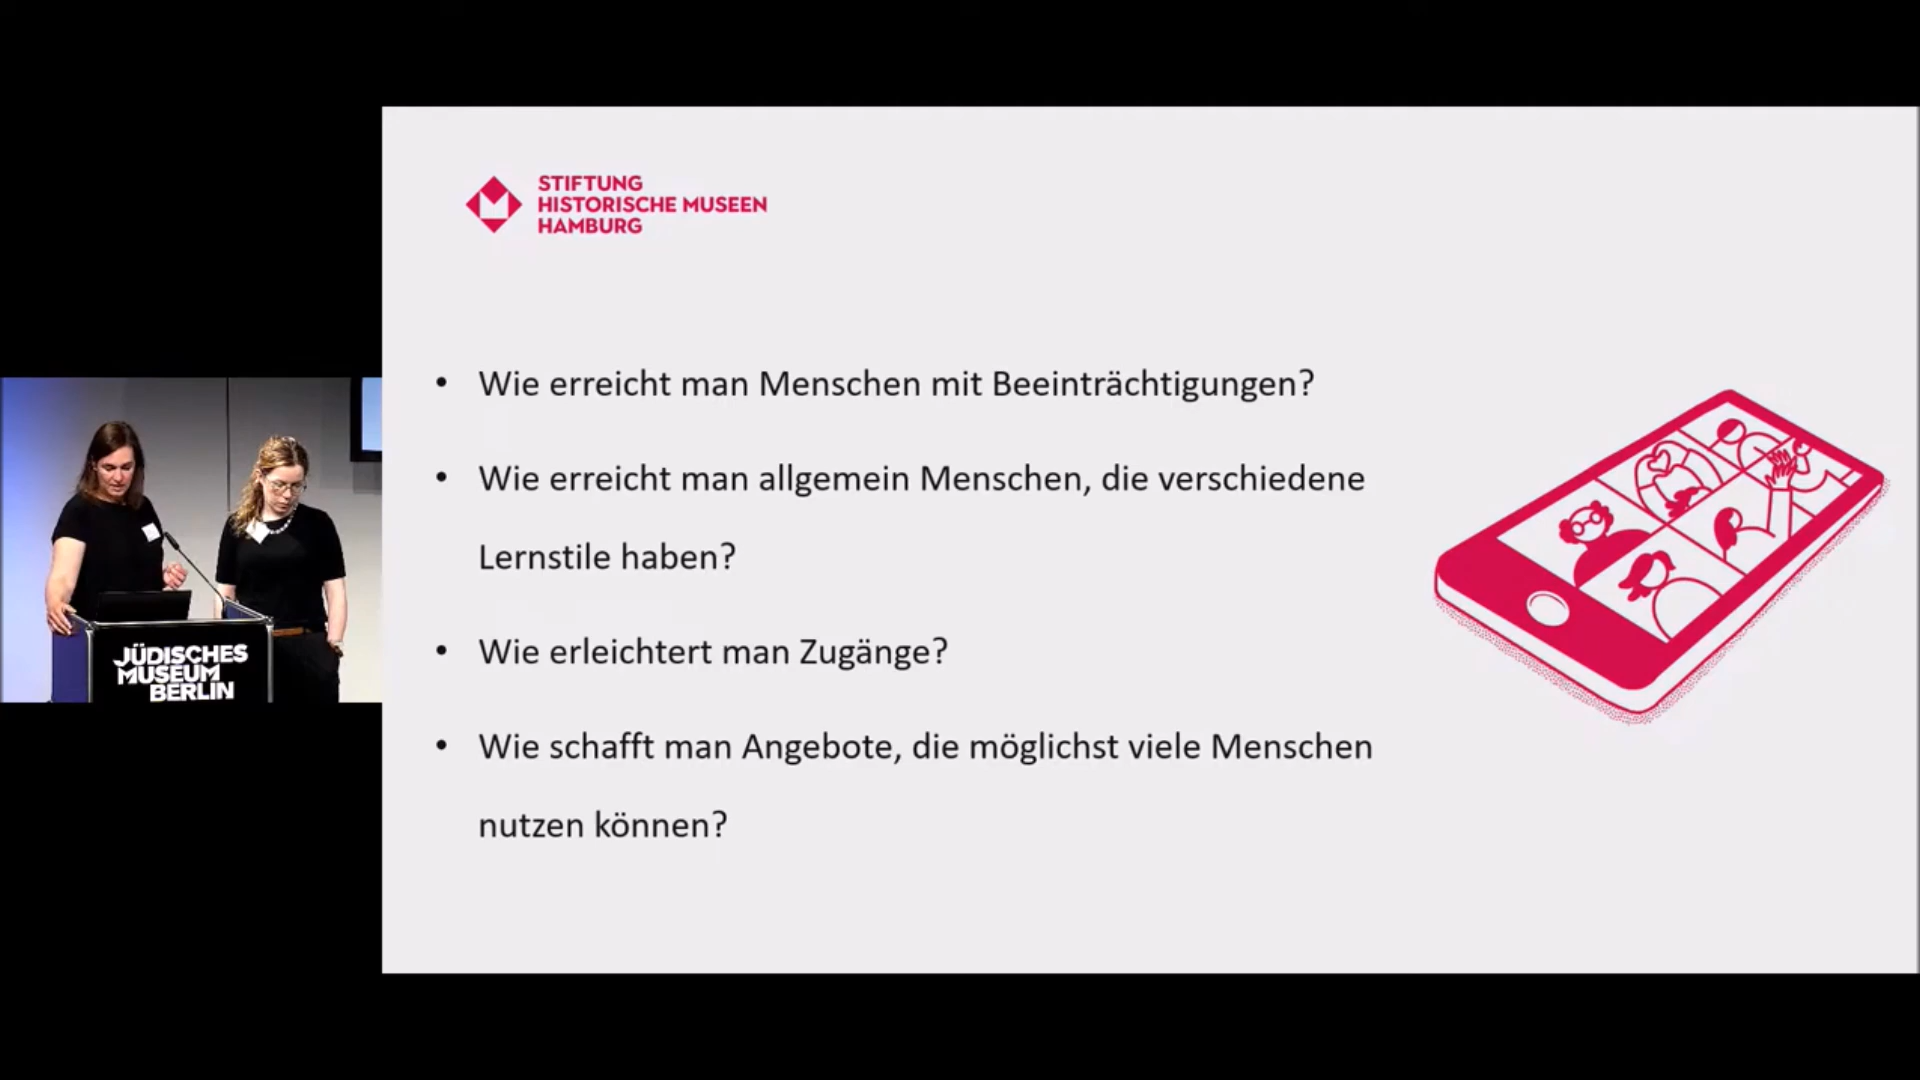 STIFTUNG
HISTORISCHE MUSEEN
HAMBURG
• Wie erreicht man Menschen mit Beeinträchtigungen?
• Wie erreicht man allgemein Menschen, die verschiedene
Lernstile haben?
• Wie erleichtert man Zugänge?
• Wie schafft man Angebote, die möglichst viele Menschen
nutzen können?
JÜDISCHES
MUSEUM
BERLIN